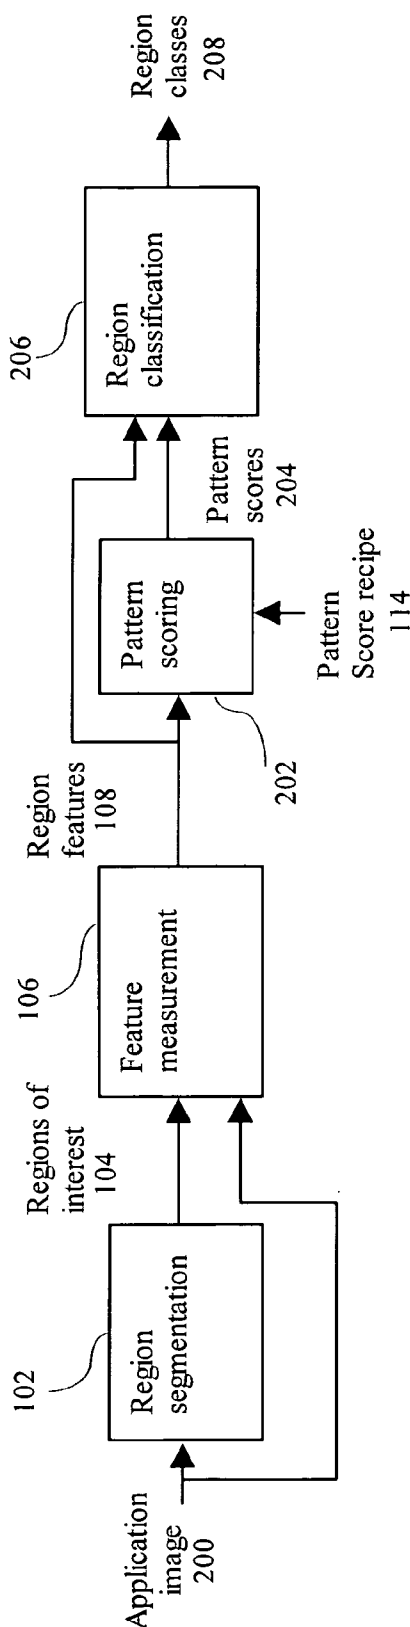 Application
image
200
102
Region
segmentation
Regions of
interest
104
106
Feature
measurement
Region
features
108
202
Pattern
scoring
Pattern
Score recipe
114
Pattern
scores
204
206
Region
classification
Region
classes
208